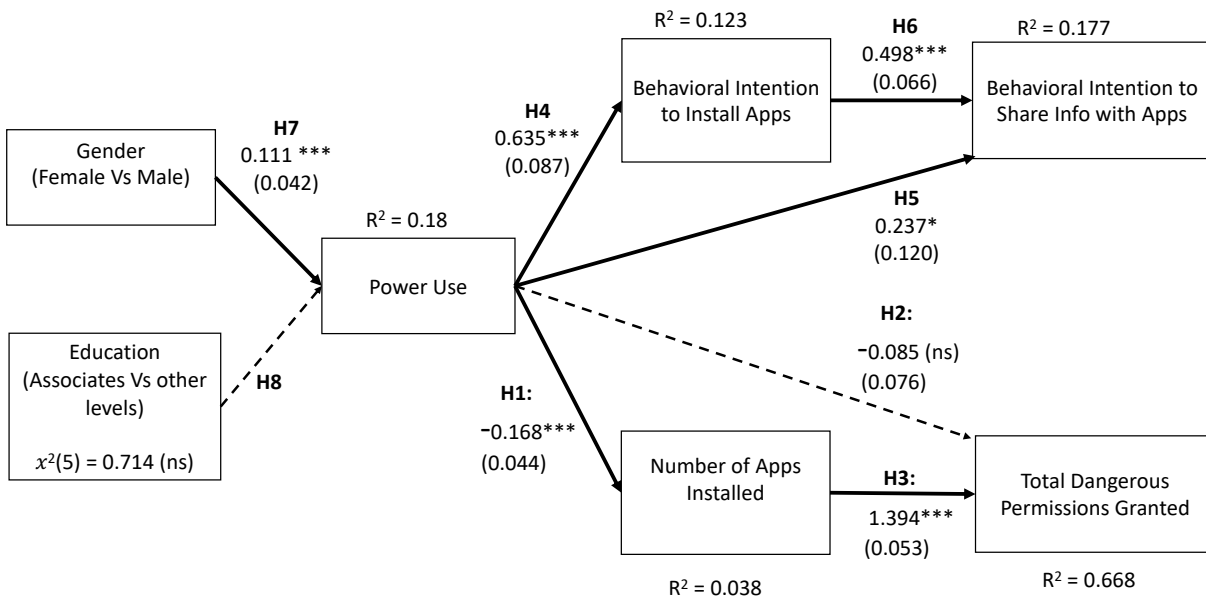 R² = 0.123
Behavioral Intention
to Install Apps
H6
0.498***
(0.066)
R² = 0.177
Behavioral Intention to
Share Info with Apps
Gender
(Female Vs Male)
H7
0.111 ***
(0.042)
H4
0.635***
(0.087)
H5
0.237*
(0.120)
R² = 0.18
Power Use
H2:
−0.085 (ns)
(0.076)
Education
(Associates Vs other
levels)
x²(5) = 0.714 (ns)
H8
H1:
−0.168***
(0.044)
Number of Apps
Installed
R² = 0.038
H3:
1.394***
(0.053)
Total Dangerous
Permissions Granted
R² = 0.668